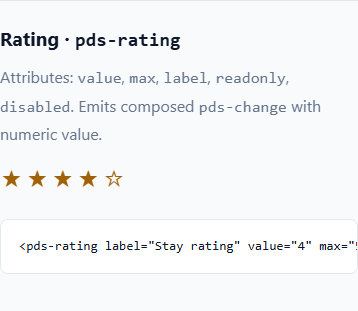 Rating · pds-rating
Attributes: value, max, label, readonly,
disabled. Emits composed pds-change with
numeric value.
★ ★ ★ ★ ☆
<pds-rating label="Stay rating" value="4" max="